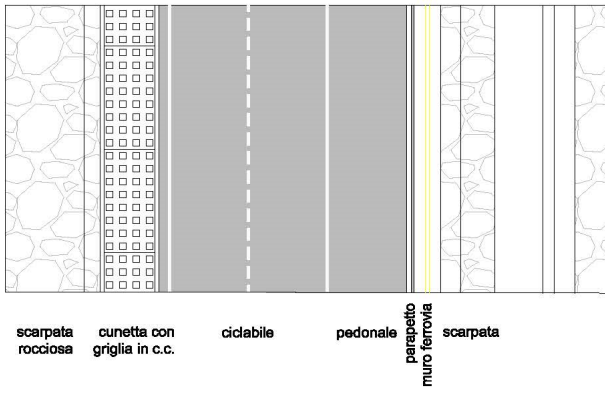 scarpata
rocciosa
cunetta con
griglia in c.c.
ciclabile
pedonale
parapetto
muro ferrovia
scarpata